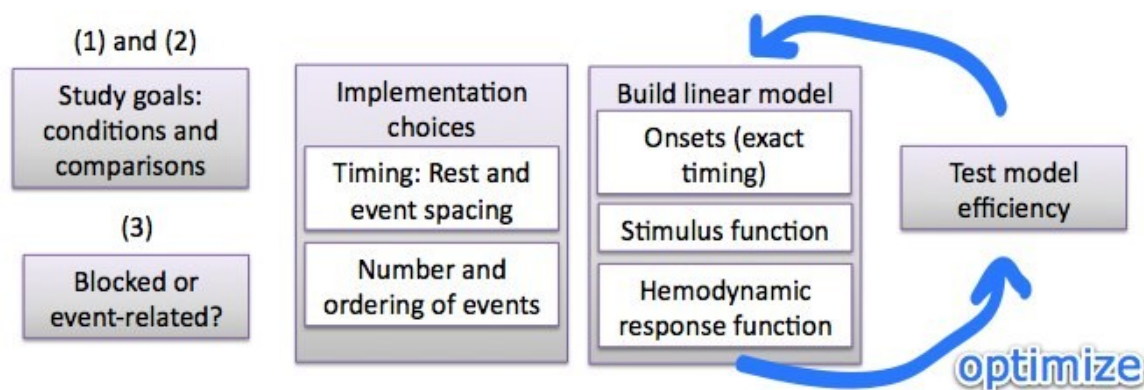 (1) and (2)
Study goals:
conditions and
comparisons
(3)
Blocked or
event-related?
Implementation
choices
Timing: Rest and
event spacing
Number and
ordering of events
Build linear model
Onsets (exact
timing)
Stimulus function
Hemodynamic
response function
Test model
efficiency
optimize